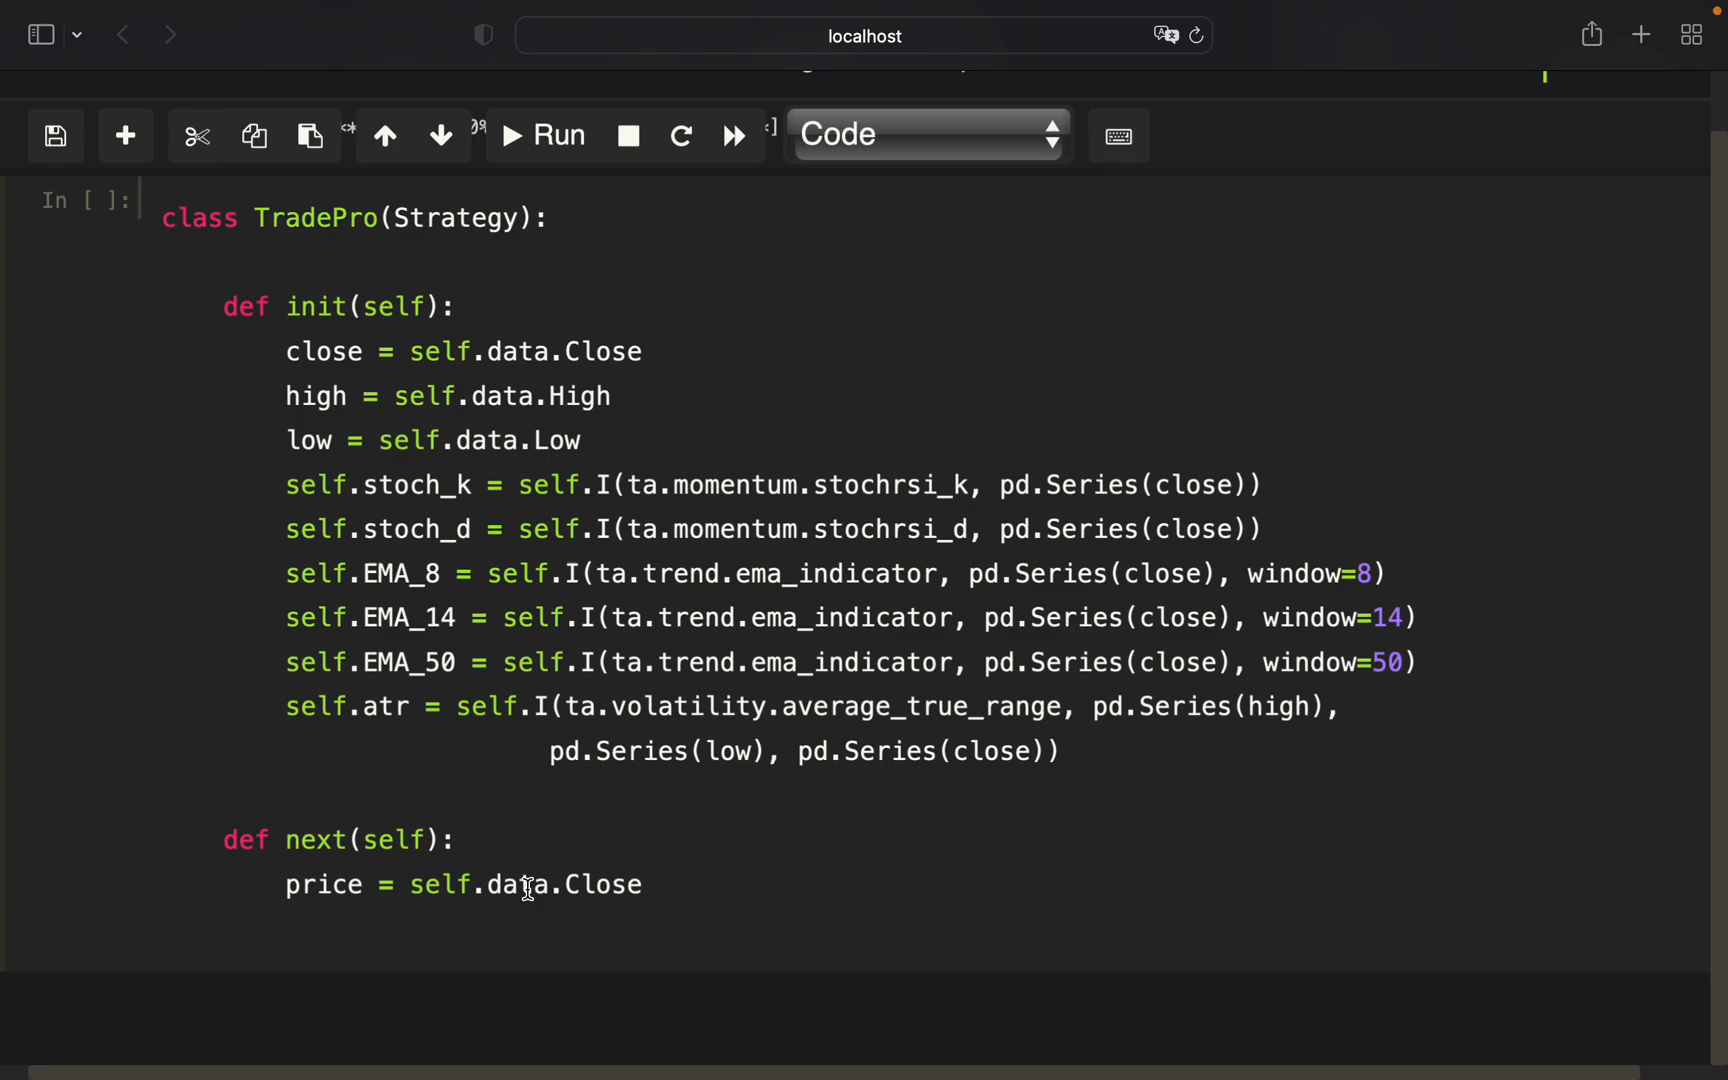 localhost
Run
Code
In [ ]:
class TradePro(Strategy):
def init(self):
close = self.data.Close
high = self.data.High
low = self.data.Low
self.stoch_k = self.I(ta.momentum.stochrsi_k, pd.Series(close))
self.stoch_d = self.I(ta.momentum.stochrsi_d, pd.Series(close))
self.EMA_8 = self.I(ta.trend.ema_indicator, pd.Series(close), window=8)
self.EMA_14 = self.I(ta.trend.ema_indicator, pd.Series(close), window=14)
self.EMA_50 = self.I(ta.trend.ema_indicator, pd.Series(close), window=50)
self.atr = self.I(ta.volatility.average_true_range, pd.Series(high),
pd.Series(low), pd.Series(close))
def next(self):
price = self.data.Close